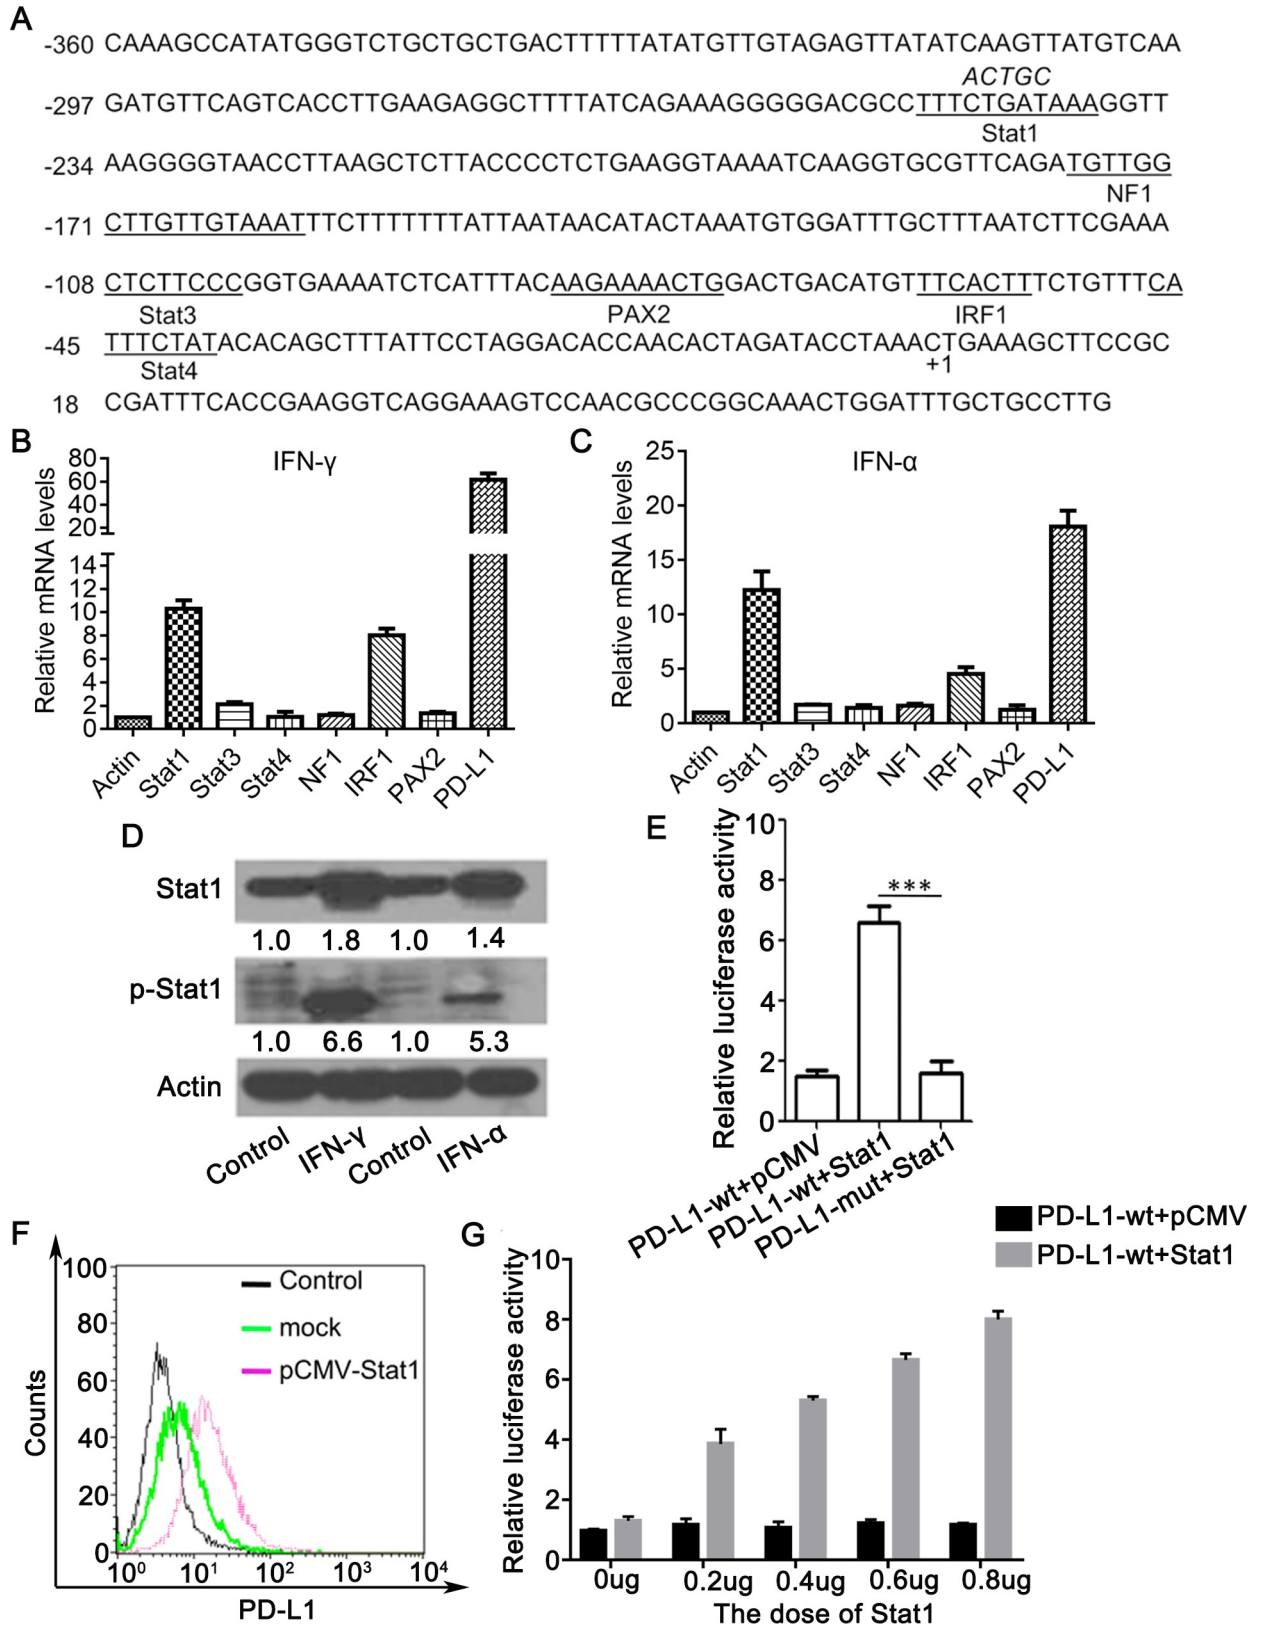 A
-360 CAAAGCCATATGGGTCTGCTGCTGACTTTTTATATGTTGTAGAGTTATATCAAGTTATGTCAA
ACTGC
-297 GATGTTCAGTCACCTTGAAGAGGCTTTTATCAGAAAGGGGGACGCCTTTCTGATAAAGGTT
Stat1
-234 AAGGGGTAACCTTAAGCTCTTACCCCTCTGAAGGTAAAATCAAGGTGCGTTCAGATGTTGG
NF1
-171 CTTGTTGTAAATTTCTTTTTTTATTAATAACATACTAAATGTGGATTTGCTTTAATCTTCGAAA
-108 CTCTTCCCGGTGAAAATCTCATTTACAAGAAAACTGGACTGACATGTTTCACTTTCTGTTTCA
Stat3 PAX2 IRF1
-45 TTTCTATACACAGCTTTATTCCTAGGACACCAACACTAGATACCTAAACTGAAAGCTTCCGC
Stat4 +1
18 CGATTTCACCGAAGGTCAGGAAAGTCCAACGCCCGGCAAACTGGATTTGCTGCCTTG
B
IFN-γ
Relative mRNA levels
80
60
40
20
14
12
10
8
6
4
2
0
Actin Stat1 Stat3 Stat4 NF1 IRF1 PAX2 PD-L1
C
IFN-α
Relative mRNA levels
25
20
15
10
5
0
Actin Stat1 Stat3 Stat4 NF1 IRF1 PAX2 PD-L1
D
Stat1
1.0 1.8 1.0 1.4
p-Stat1
1.0 6.6 1.0 5.3
Actin
Control IFN-γ Control IFN-α
E
Relative luciferase activity
10
8
6
4
2
0
***
PD-L1-wt+pCMV
PD-L1-wt+Stat1
PD-L1-mut+Stat1
F
Counts
100
80
60
40
20
0
Control
mock
pCMV-Stat1
10⁰ 10¹ 10² 10³ 10⁴
PD-L1
G
PD-L1-wt+pCMV
PD-L1-wt+Stat1
Relative luciferase activity
10
8
6
4
2
0
0ug 0.2ug 0.4ug 0.6ug 0.8ug
The dose of Stat1